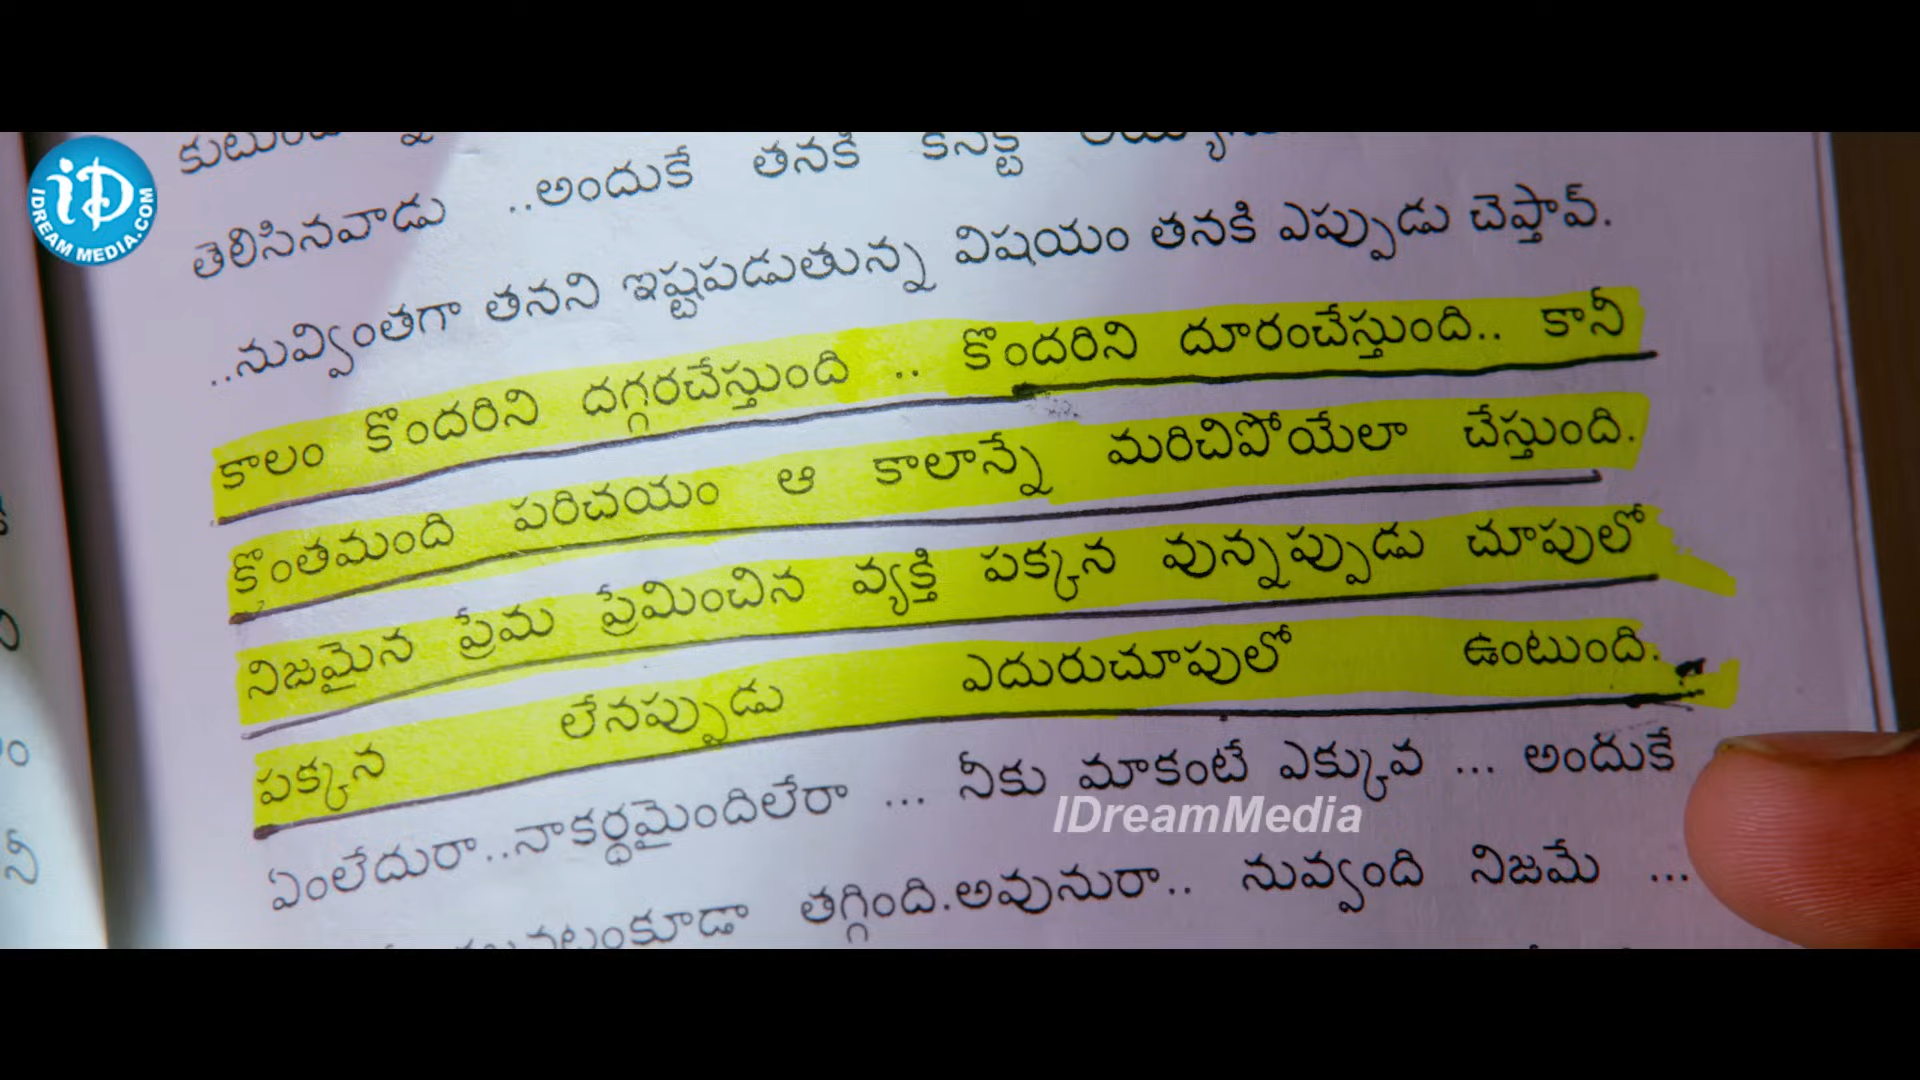 iD
IDREAM MEDIA.COM
తనకి కనెక్ట్
తెలిసినవాడు ..అందుకే
..నువ్వింతగా తనని ఇష్టపడుతున్న విషయం తనకి ఎప్పుడు చెప్తావ్.
కాలం కొందరిని దగ్గరచేస్తుంది .. కొందరిని దూరంచేస్తుంది.. కానీ
కొంతమంది పరిచయం ఆ కాలాన్నే మరిచిపోయేలా చేస్తుంది.
నిజమైన ప్రేమ ప్రేమించిన వ్యక్తి పక్కన వున్నప్పుడు చూపులో
పక్కన లేనప్పుడు ఎదురుచూపులో ఉంటుంది.
ఏంలేదురా..నాకర్థమైందిలేరా ... నీకు మాకంటే ఎక్కువ ... అందుకే
IDreamMedia
తగ్గింది.అవునురా.. నువ్వంది నిజమే ...